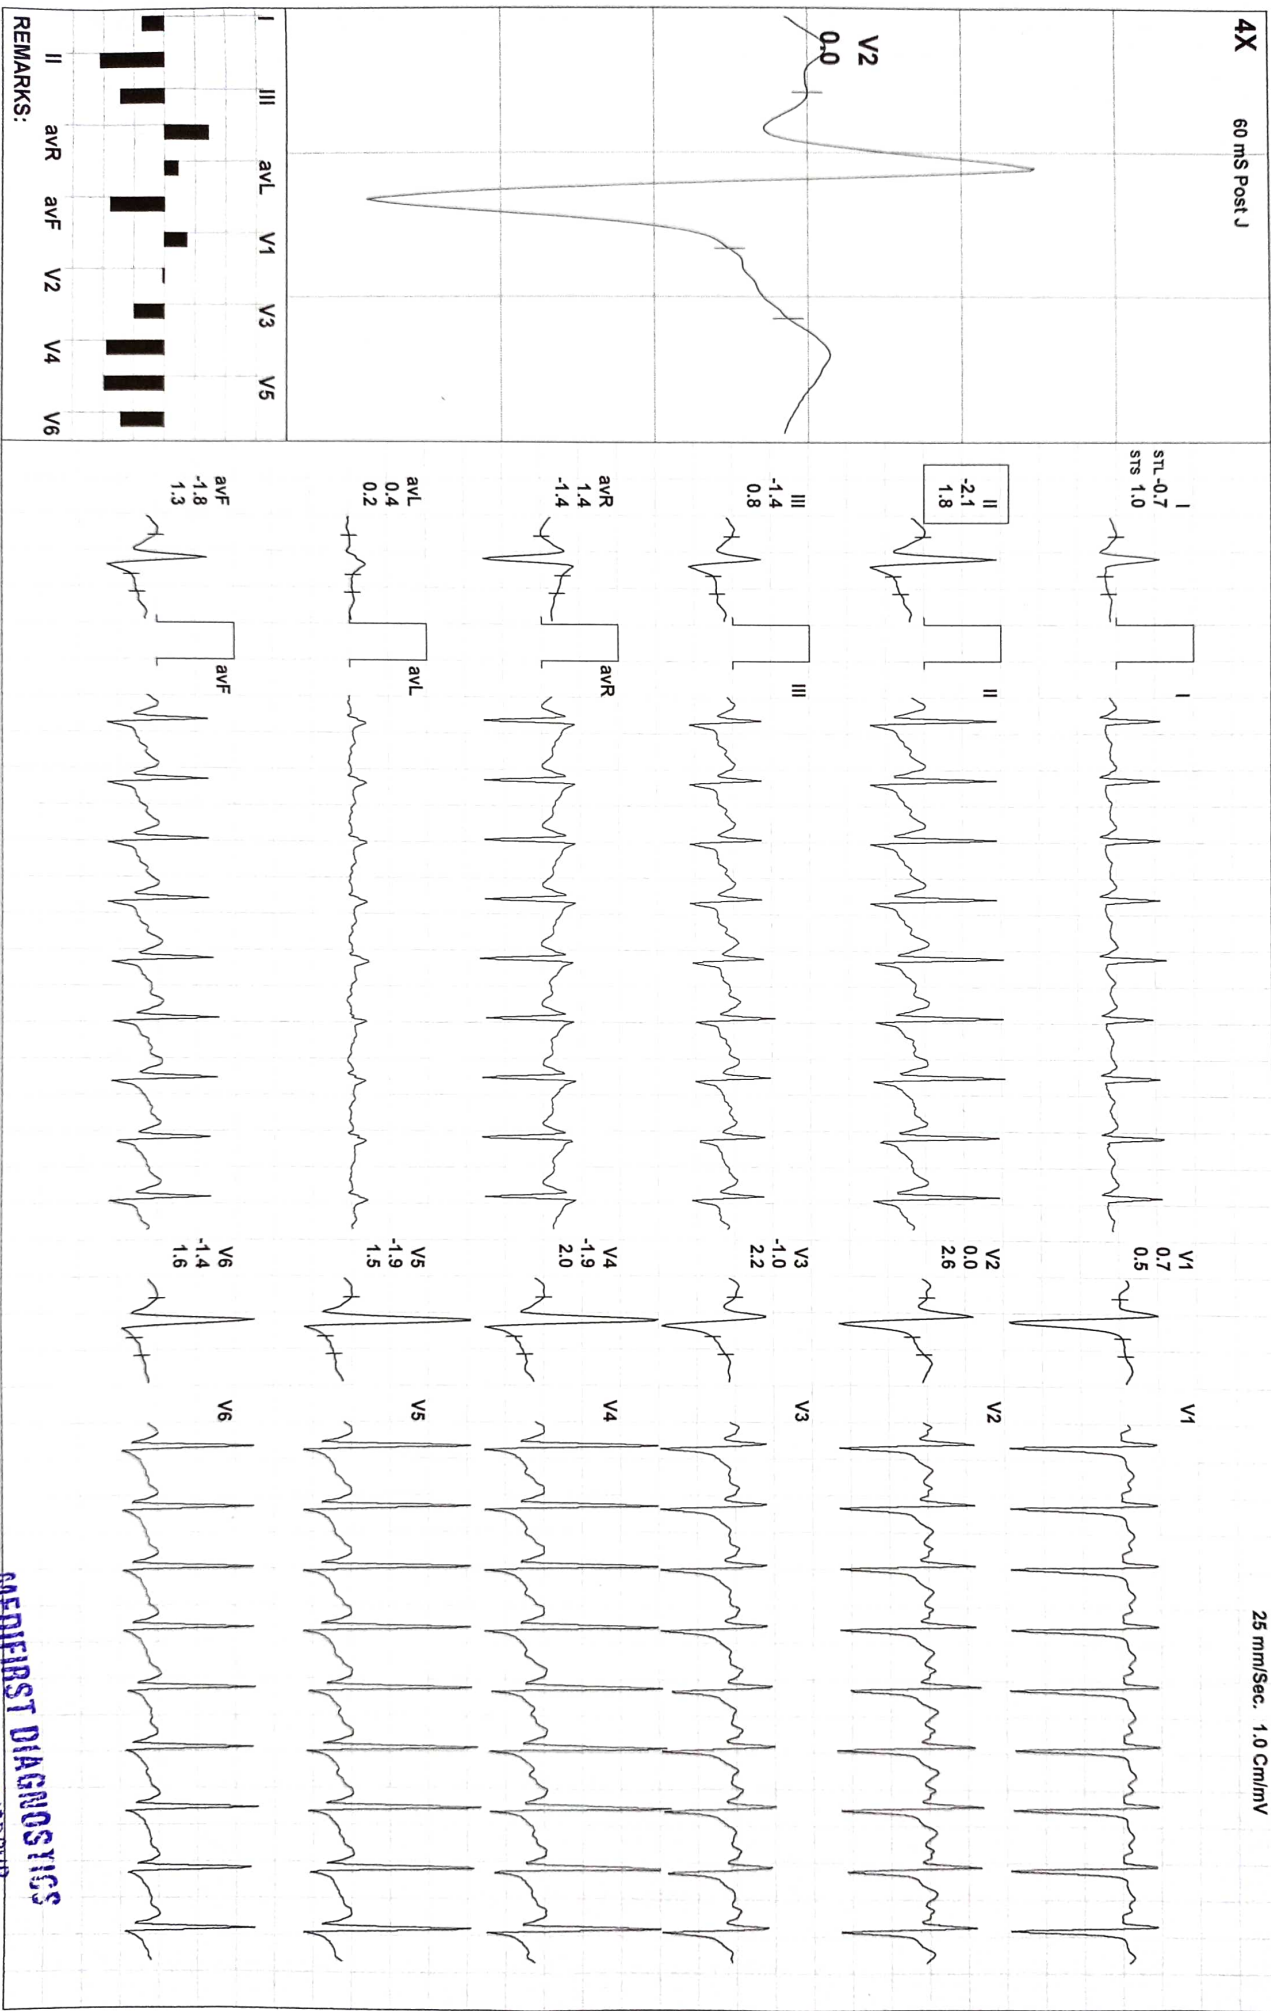 4X
60 mS Post J
25 mm/Sec. 1.0 Cm/mV
V2
0.0
I
STL -0.7
STS 1.0
I
V1
0.7
0.5
V1
II
-2.1
1.8
II
V2
0.0
2.6
V2
III
-1.4
0.8
III
V3
-1.0
2.2
V3
avR
1.4
-1.4
avR
V4
-1.9
2.0
V4
avL
0.4
0.2
avL
V5
-1.9
1.5
V5
avF
-1.8
1.3
avF
V6
-1.4
1.6
V6
I III avL V1 V3 V5
II avR avF V2 V4 V6
REMARKS:
MEDIFIRST DIAGNOSTICS